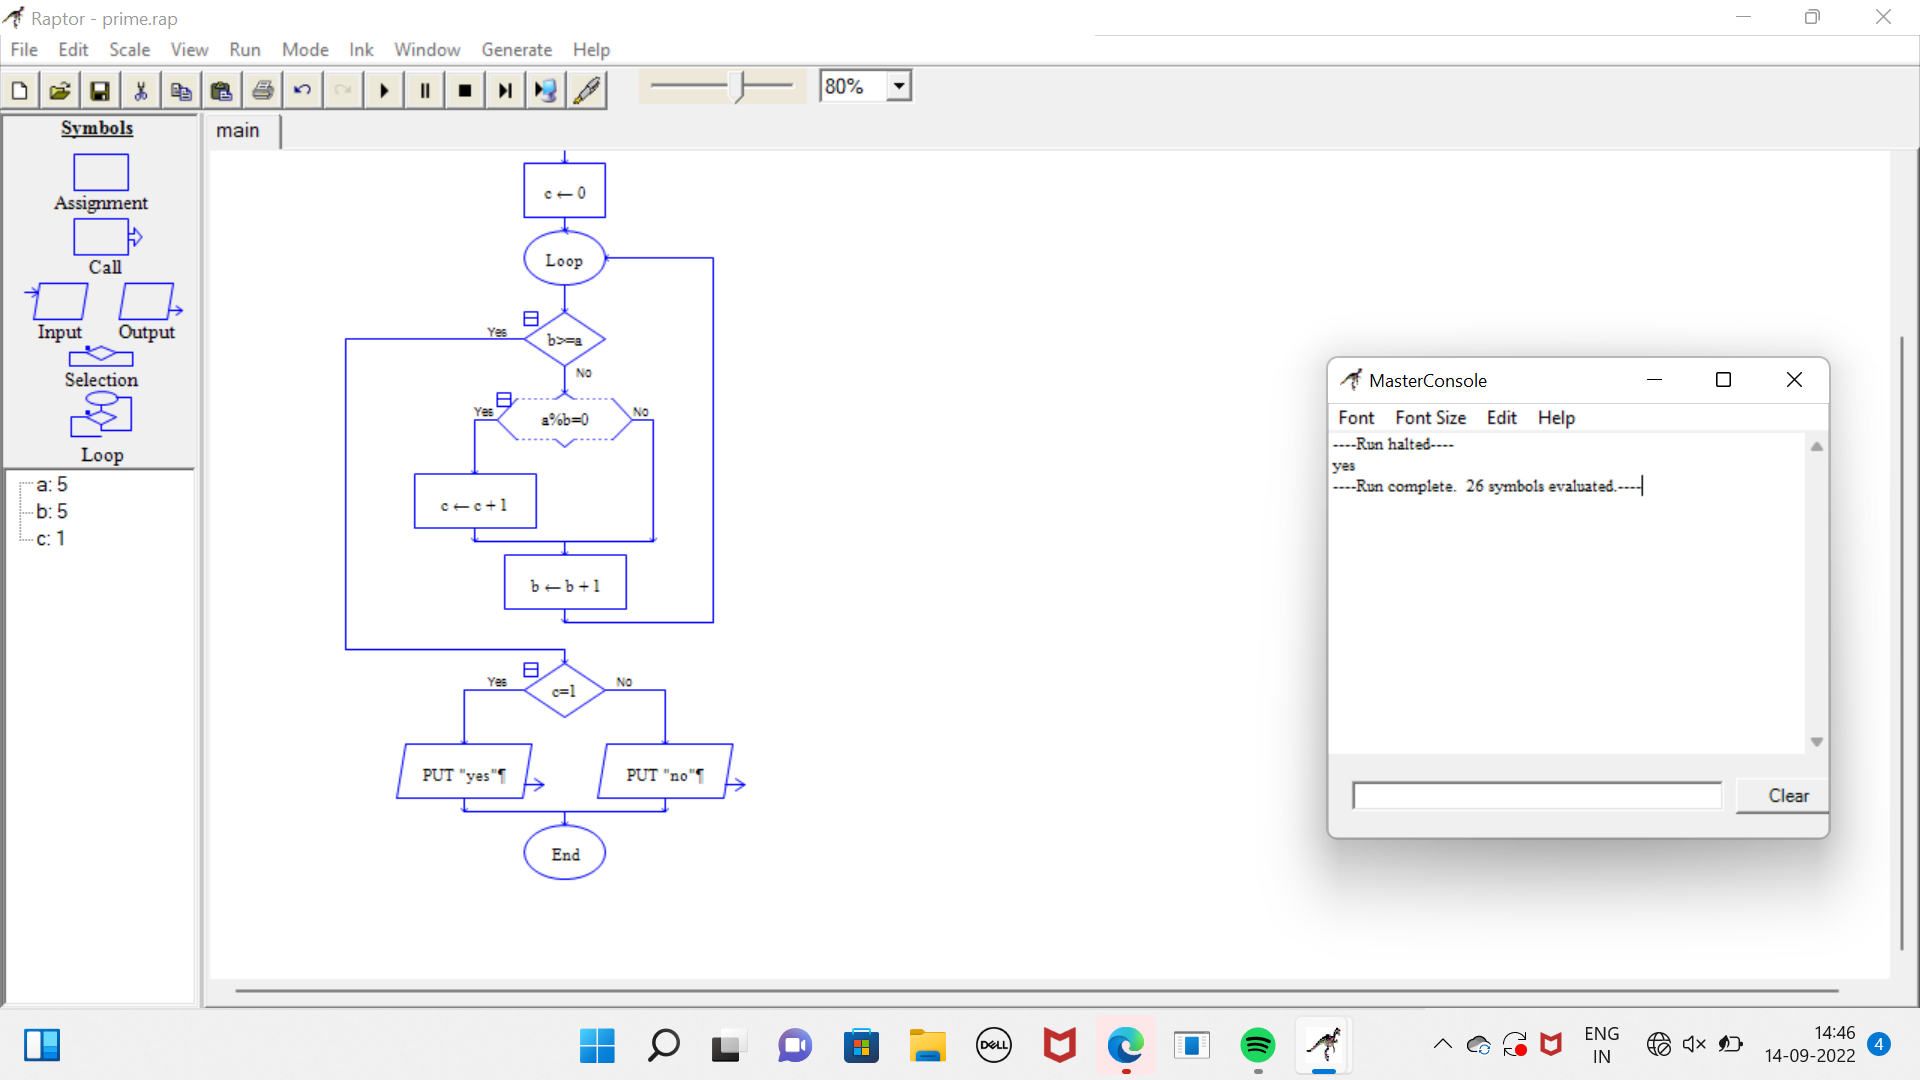 Raptor - prime.rap
File Edit Scale View Run Mode Ink Window Generate Help
80%
Symbols
Assignment
Call
Input Output
Selection
Loop
a: 5
b: 5
c: 1
main
c ← 0
Loop
b>=a
Yes
No
a%b=0
Yes
No
c ← c + 1
b ← b + 1
c=1
Yes
No
PUT "yes"¶
PUT "no"¶
End
MasterConsole
Font Font Size Edit Help
----Run halted----
yes
----Run complete. 26 symbols evaluated.----
Clear
DELL
ENG
IN
14:46
14-09-2022
4